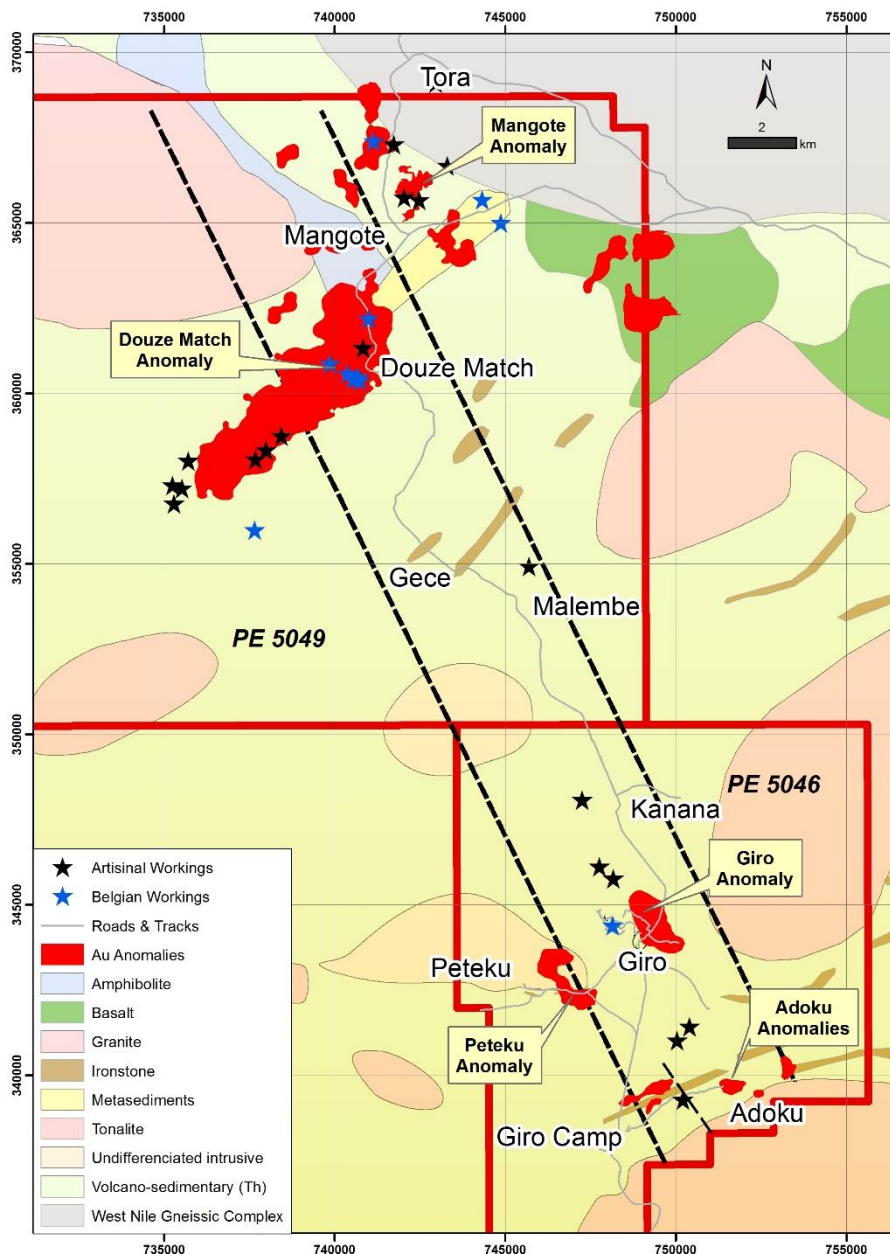 735000 740000 745000 750000 755000
370000
365000
360000
355000
350000
345000
340000
N
2
km
Tora
Mangote
Anomaly
Mangote
Douze Match
Anomaly
Douze Match
Gece
Malembe
PE 5049
PE 5046
Kanana
Giro
Anomaly
Peteku
Giro
Adoku
Anomalies
Peteku
Anomaly
Adoku
Giro Camp
Artisinal Workings
Belgian Workings
Roads & Tracks
Au Anomalies
Amphibolite
Basalt
Granite
Ironstone
Metasediments
Tonalite
Undifferenciated intrusive
Volcano-sedimentary (Th)
West Nile Gneissic Complex
735000 740000 745000 750000 755000